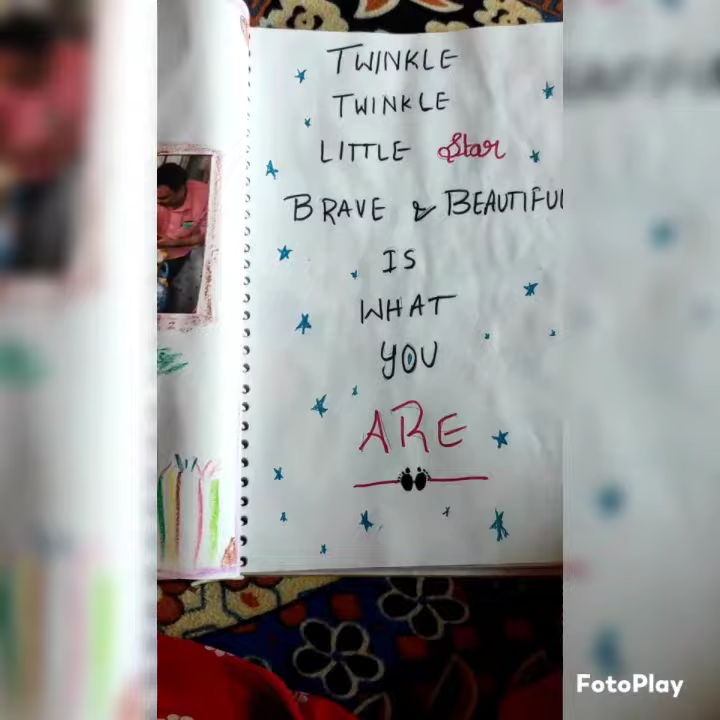 TWINKLE
TWINKLE
LITTLE Star
BRAVE & BEAUTIFUL
IS
WHAT
YOU
ARE
FotoPlay